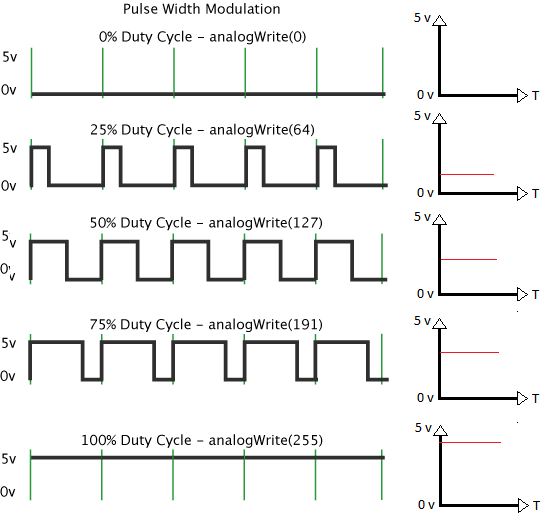 Pulse Width Modulation
0% Duty Cycle – analogWrite(0)
5v
0v
5 v
0 v
T
25% Duty Cycle – analogWrite(64)
5v
0v
5 v
0 v
T
50% Duty Cycle – analogWrite(127)
5v
0v
5 v
0 v
T
75% Duty Cycle – analogWrite(191)
5v
0v
5 v
0 v
T
100% Duty Cycle – analogWrite(255)
5v
0v
5 v
0 v
T